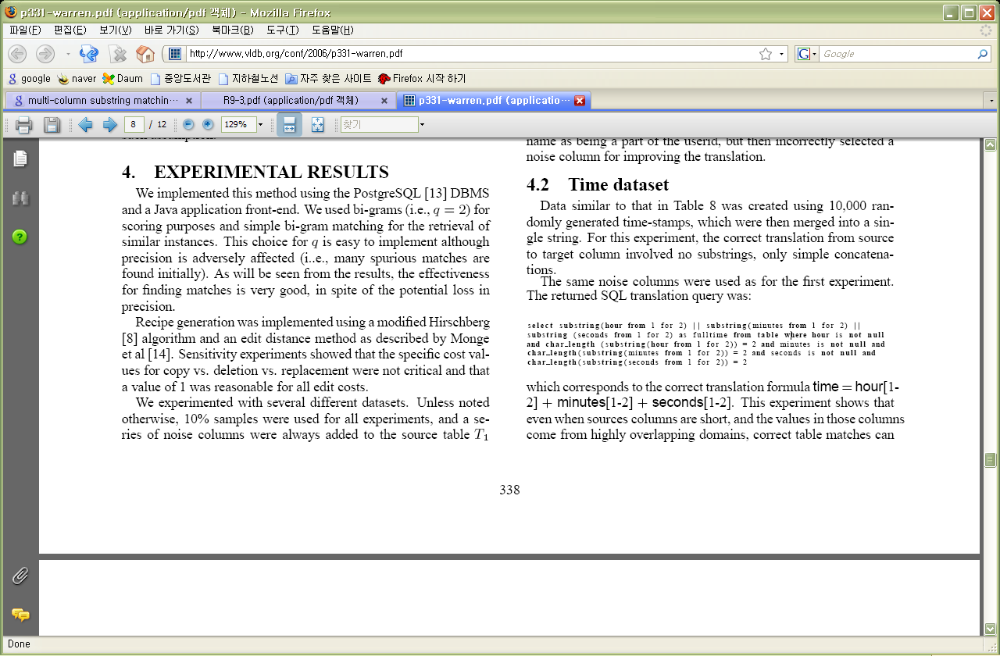 p331-warren.pdf (application/pdf 객체) - Mozilla Firefox
파일(F) 편집(E) 보기(V) 바로 가기(S) 북마크(B) 도구(T) 도움말(H)
http://www.vldb.org/conf/2006/p331-warren.pdf
G Google
google naver Daum 중앙도서관 지하철노선 자주 찾은 사이트 Firefox 시작 하기
multi-column substring matchin… R9-3.pdf (application/pdf 객체) p331-warren.pdf (applicatio…
8 / 12 129% 찾기
4. EXPERIMENTAL RESULTS
We implemented this method using the PostgreSQL [13] DBMS
and a Java application front-end. We used bi-grams (i.e., q = 2) for
scoring purposes and simple bi-gram matching for the retrieval of
similar instances. This choice for q is easy to implement although
precision is adversely affected (i..e., many spurious matches are
found initially). As will be seen from the results, the effectiveness
for finding matches is very good, in spite of the potential loss in
precision.
Recipe generation was implemented using a modified Hirschberg
[8] algorithm and an edit distance method as described by Monge
et al [14]. Sensitivity experiments showed that the specific cost val-
ues for copy vs. deletion vs. replacement were not critical and that
a value of 1 was reasonable for all edit costs.
We experimented with several different datasets. Unless noted
otherwise, 10% samples were used for all experiments, and a se-
ries of noise columns were always added to the source table T1
name as being a part of the userid, but then incorrectly selected a
noise column for improving the translation.
4.2 Time dataset
Data similar to that in Table 8 was created using 10,000 ran-
domly generated time-stamps, which were then merged into a sin-
gle string. For this experiment, the correct translation from source
to target column involved no substrings, only simple concatena-
tions.
The same noise columns were used as for the first experiment.
The returned SQL translation query was:
select substring(hour from 1 for 2) || substring(minutes from 1 for 2) ||
substring (seconds from 1 for 2) as fulltime from table where hour is not null
and char_length (substring(hour from 1 for 2)) = 2 and minutes is not null and
char_length(substring(minutes from 1 for 2)) = 2 and seconds is not null and
char_length(substring(seconds from 1 for 2)) = 2
which corresponds to the correct translation formula time = hour[1-
2] + minutes[1-2] + seconds[1-2]. This experiment shows that
even when sources columns are short, and the values in those columns
come from highly overlapping domains, correct table matches can
338
Done